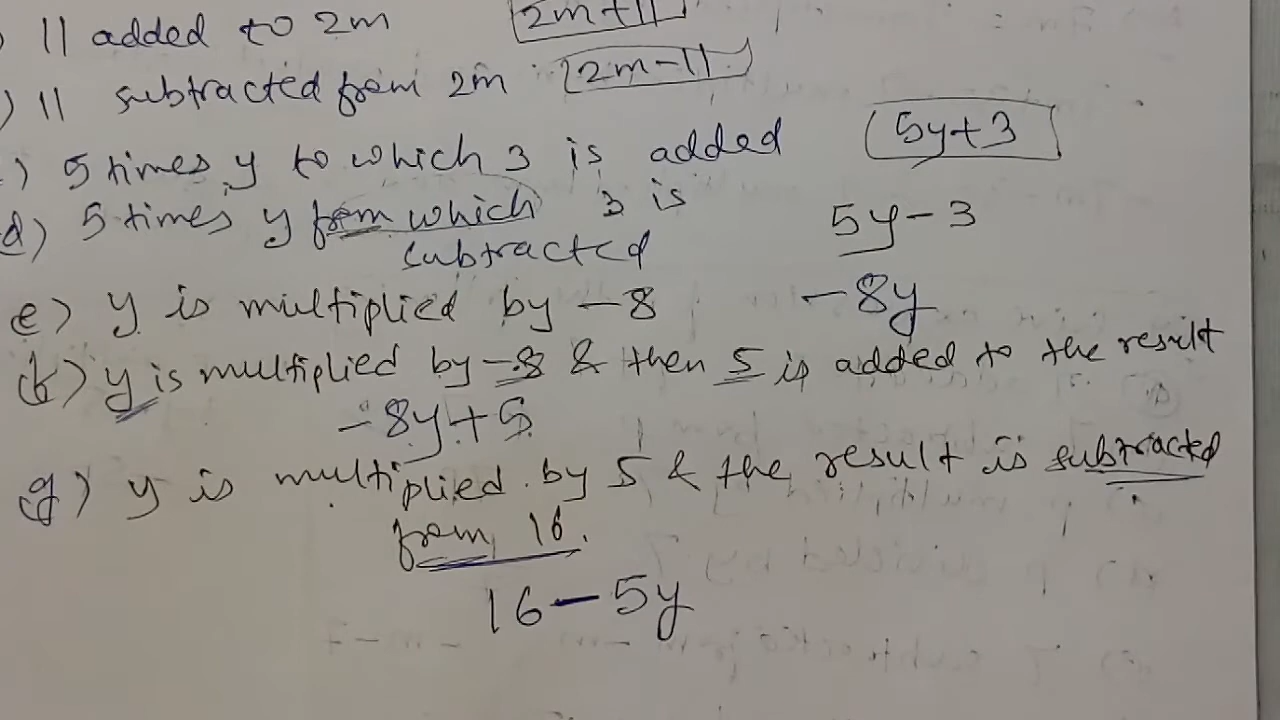 ) 11 added to 2m 2m+11
) 11 subtracted from 2m 2m-11
) 5 times y to which 3 is added 5y+3
d) 5 times y from which 3 is
subtracted 5y-3
e) y is multiplied by -8 -8y
(f) y is multiplied by -8 & then 5 is added to the result
-8y+5
g) y is multiplied by 5 & the result is subtracted
from 16.
16-5y